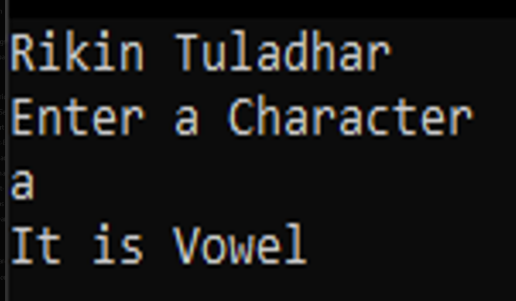 Rikin Tuladhar
Enter a Character
a
It is Vowel